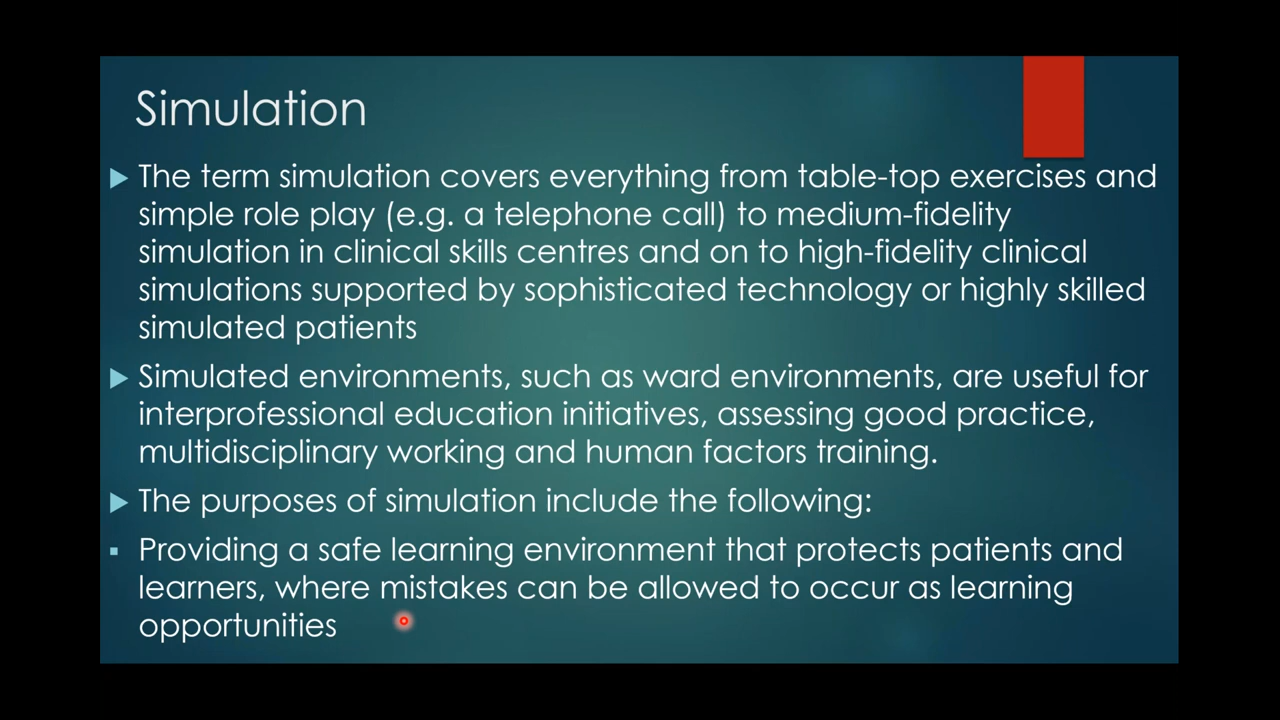 Simulation
The term simulation covers everything from table-top exercises and
simple role play (e.g. a telephone call) to medium-fidelity
simulation in clinical skills centres and on to high-fidelity clinical
simulations supported by sophisticated technology or highly skilled
simulated patients
Simulated environments, such as ward environments, are useful for
interprofessional education initiatives, assessing good practice,
multidisciplinary working and human factors training.
The purposes of simulation include the following:
Providing a safe learning environment that protects patients and
learners, where mistakes can be allowed to occur as learning
opportunities